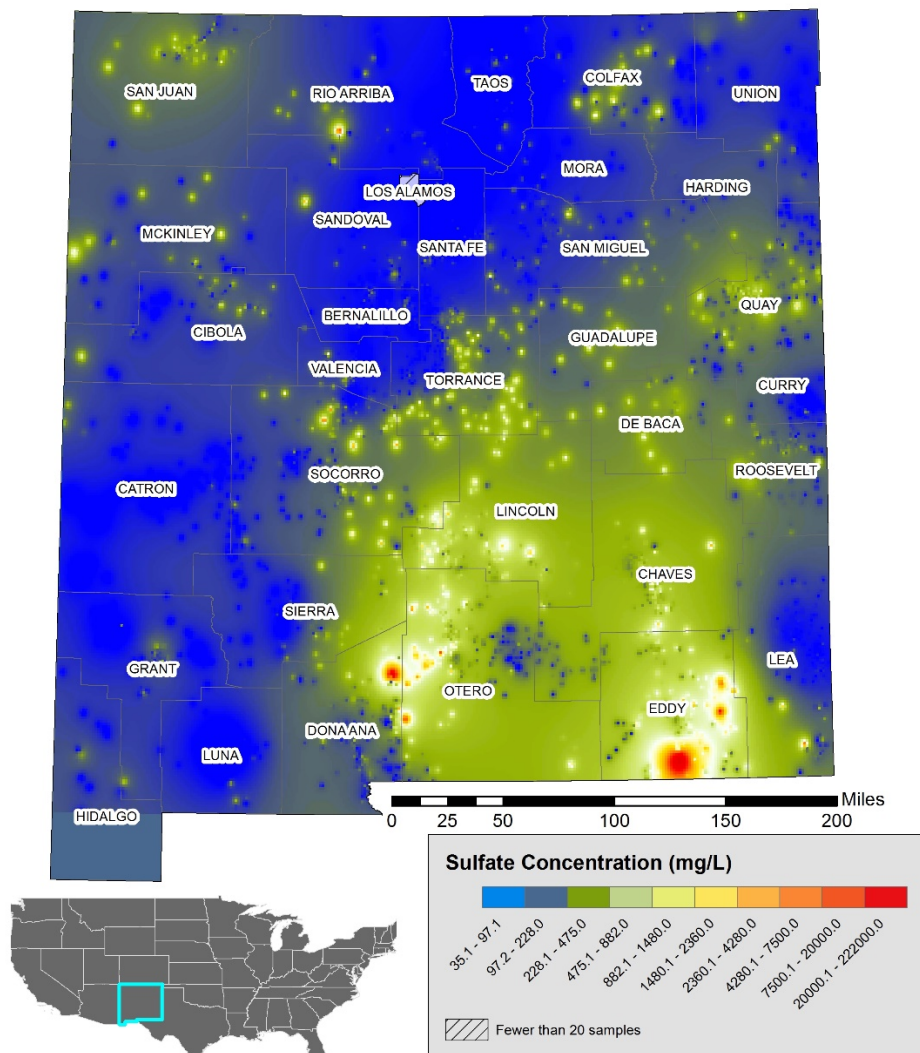 TAOS
COLFAX
SAN JUAN
RIO ARRIBA
UNION
MORA
LOS ALAMOS
HARDING
SANDOVAL
MCKINLEY
SANTA FE
SAN MIGUEL
QUAY
BERNALILLO
CIBOLA
GUADALUPE
VALENCIA
TORRANCE
CURRY
DE BACA
SOCORRO
ROOSEVELT
CATRON
LINCOLN
CHAVES
SIERRA
LEA
GRANT
OTERO
EDDY
DONA ANA
LUNA
HIDALGO
Miles
0 25 50 100 150 200
Sulfate Concentration (mg/L)
35.1 - 97.1
97.2 - 228.0
228.1 - 475.0
475.1 - 882.0
882.1 - 1480.0
1480.1 - 2360.0
2360.1 - 4280.0
4280.1 - 7500.0
7500.1 - 20000.0
20000.1 - 222000.0
Fewer than 20 samples